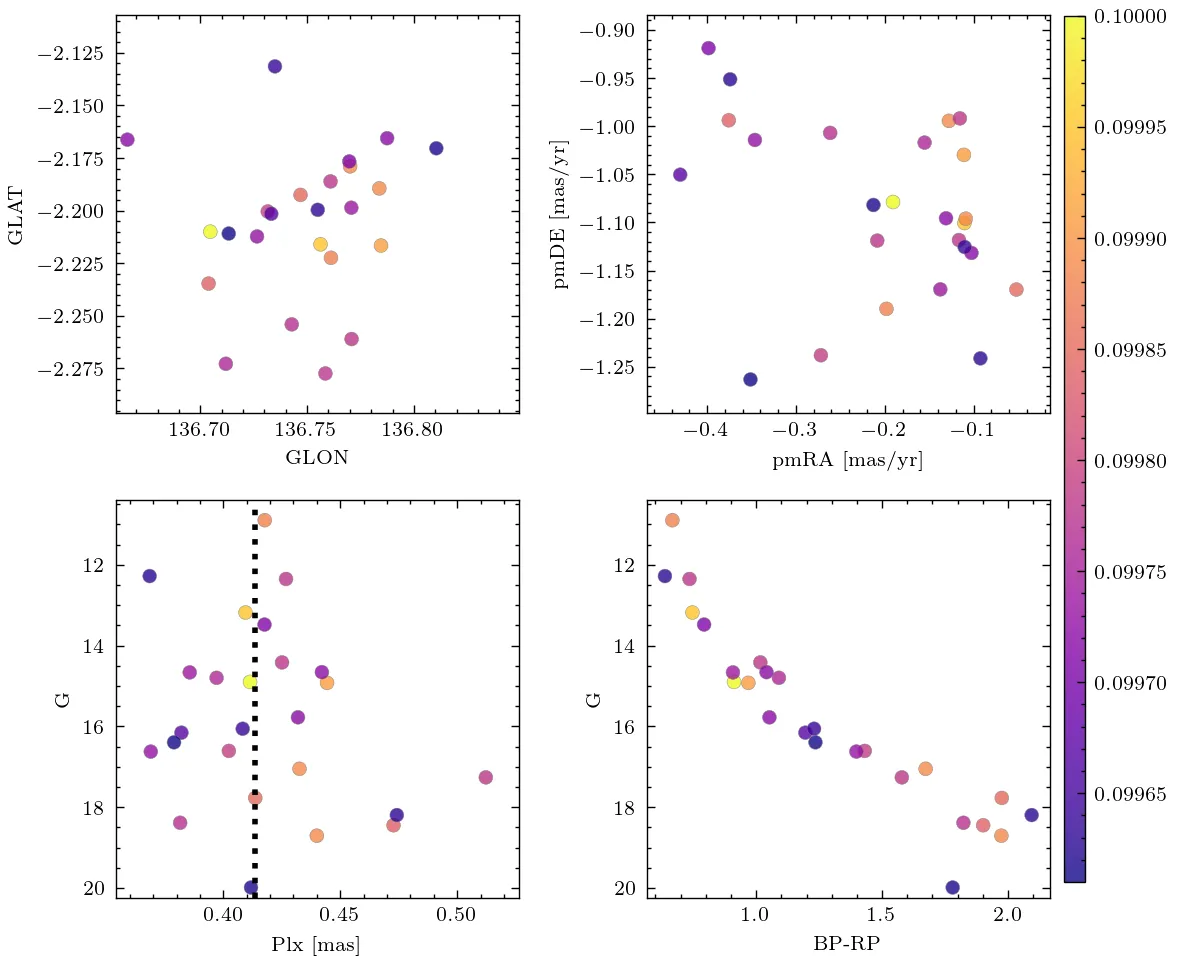 −2.125
−2.150
−2.175
−2.200
−2.225
−2.250
−2.275
GLAT
136.70 136.75 136.80
GLON
−0.90
−0.95
−1.00
−1.05
−1.10
−1.15
−1.20
−1.25
pmDE [mas/yr]
−0.4 −0.3 −0.2 −0.1
pmRA [mas/yr]
12
14
16
18
20
G
0.40 0.45 0.50
Plx [mas]
12
14
16
18
20
G
1.0 1.5 2.0
BP-RP
0.10000
0.09995
0.09990
0.09985
0.09980
0.09975
0.09970
0.09965